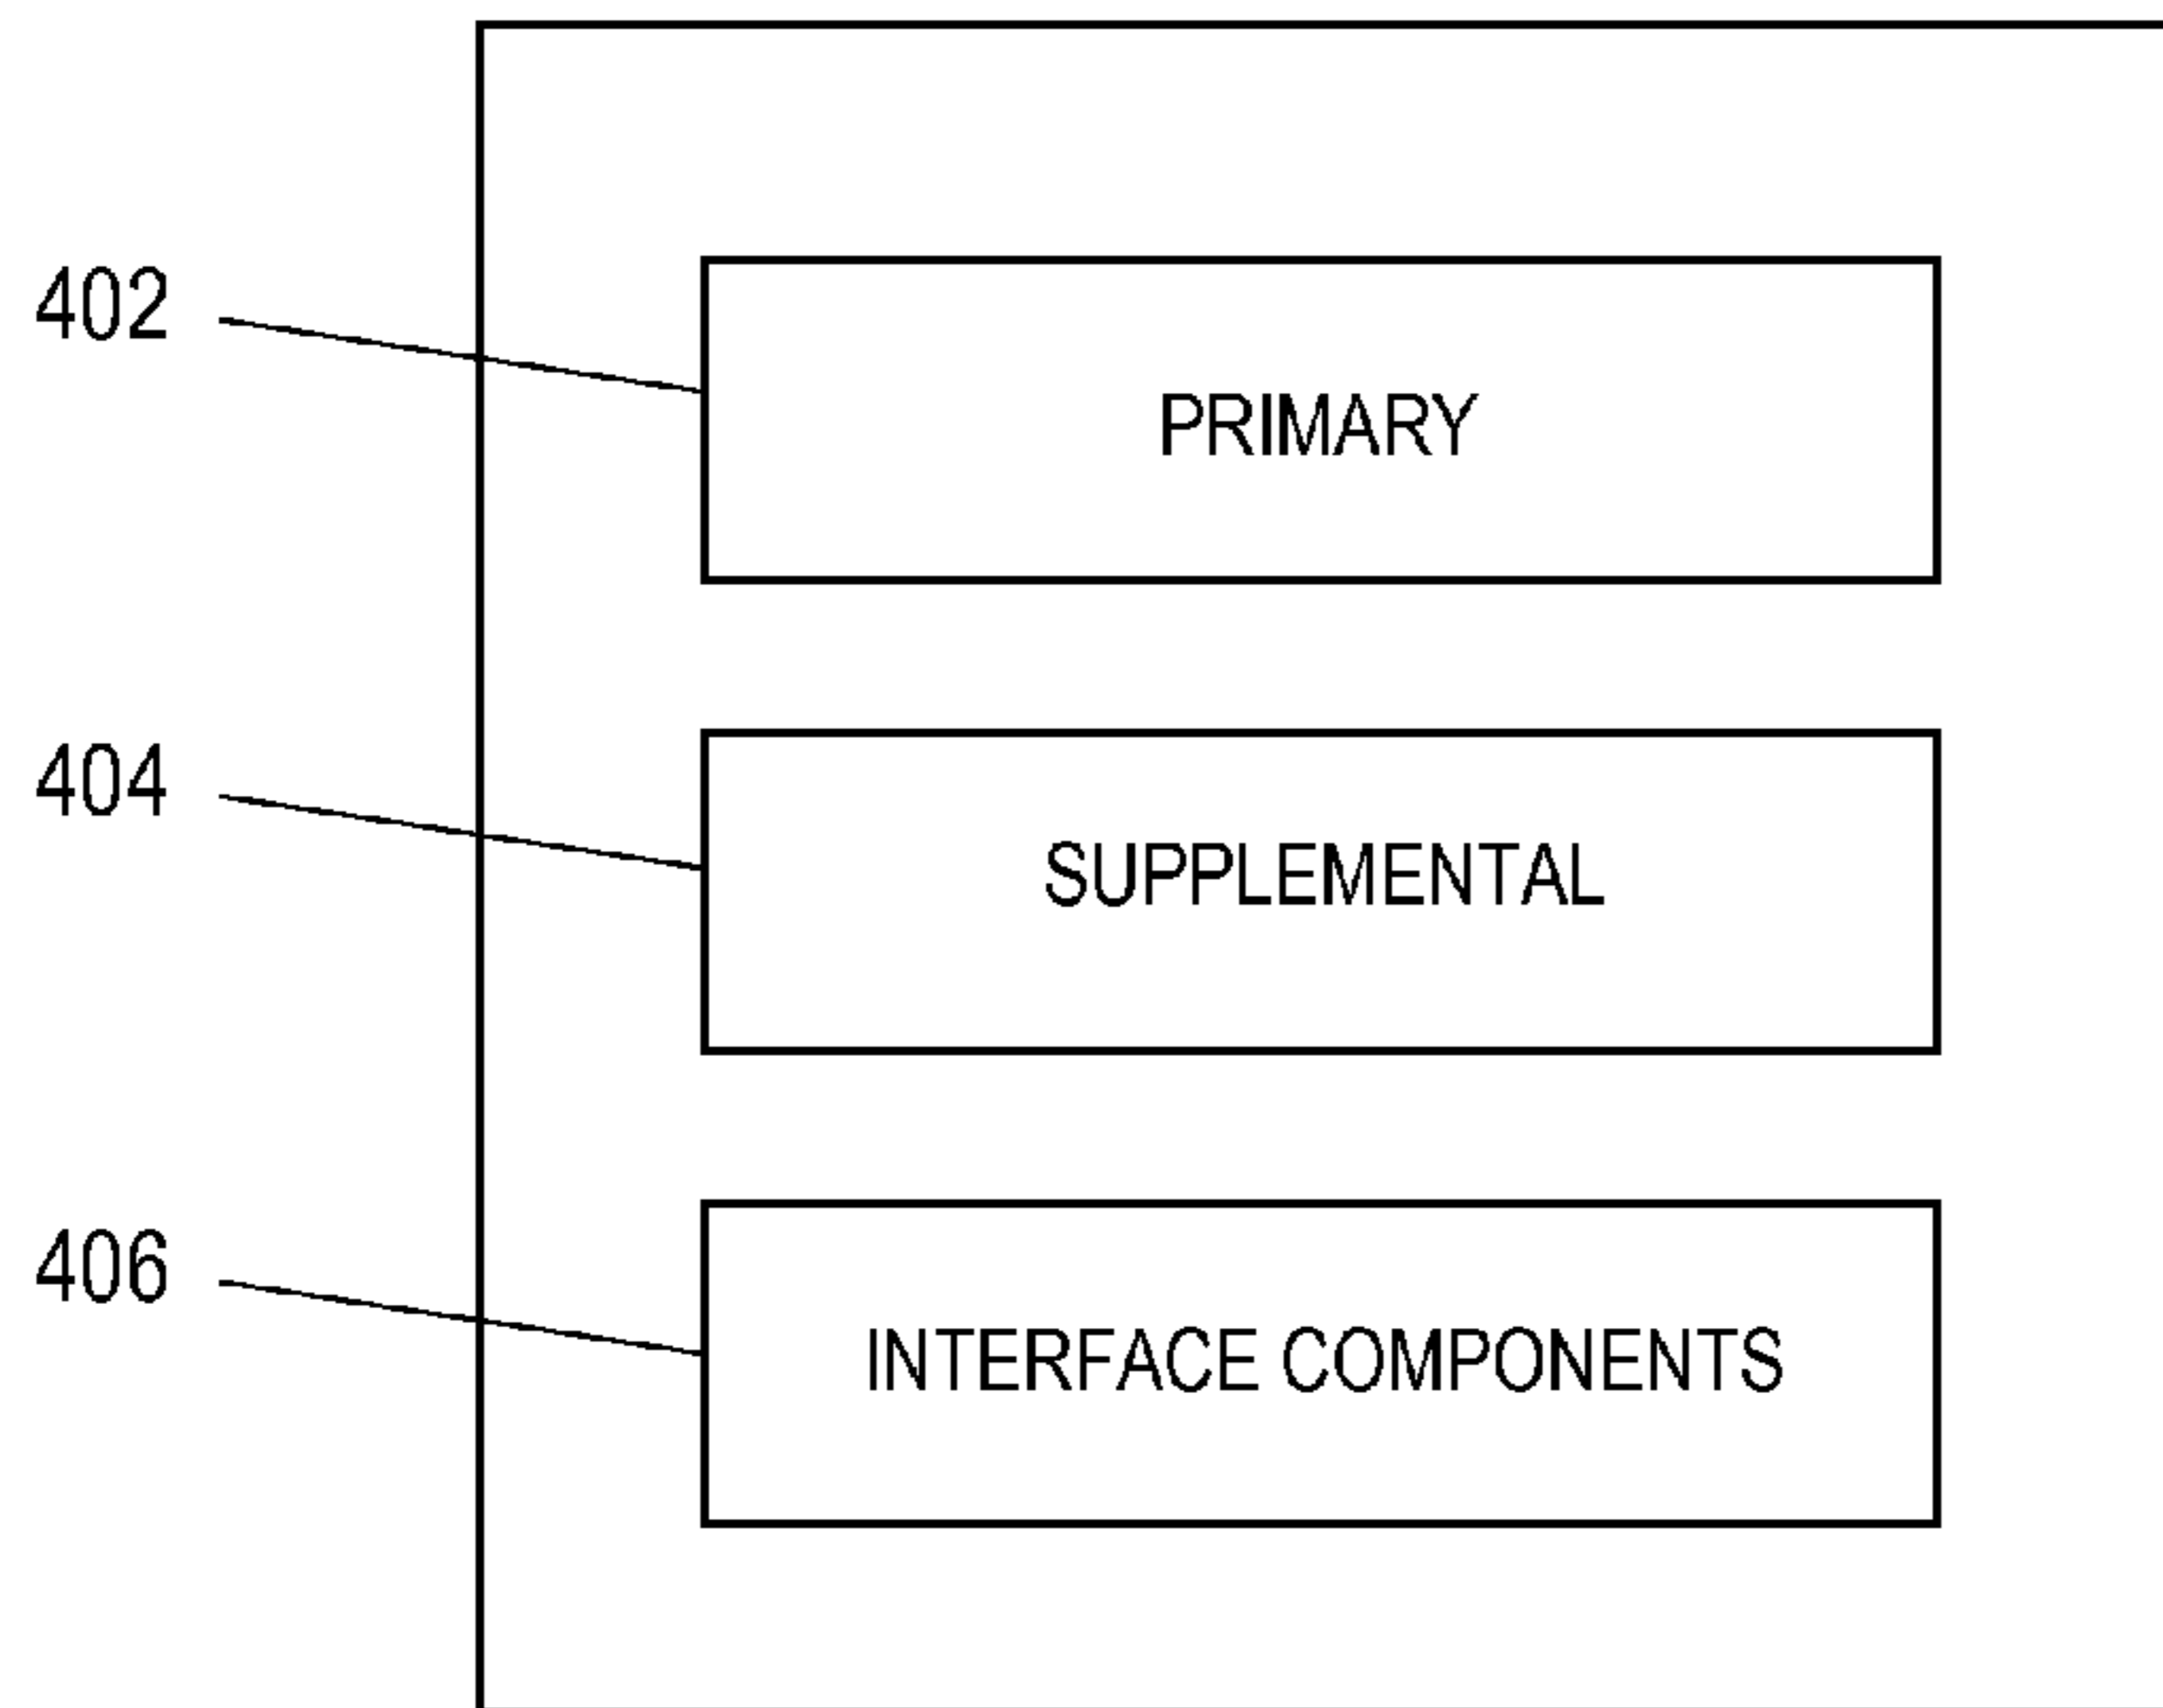 402
PRIMARY
404
SUPPLEMENTAL
406
INTERFACE COMPONENTS